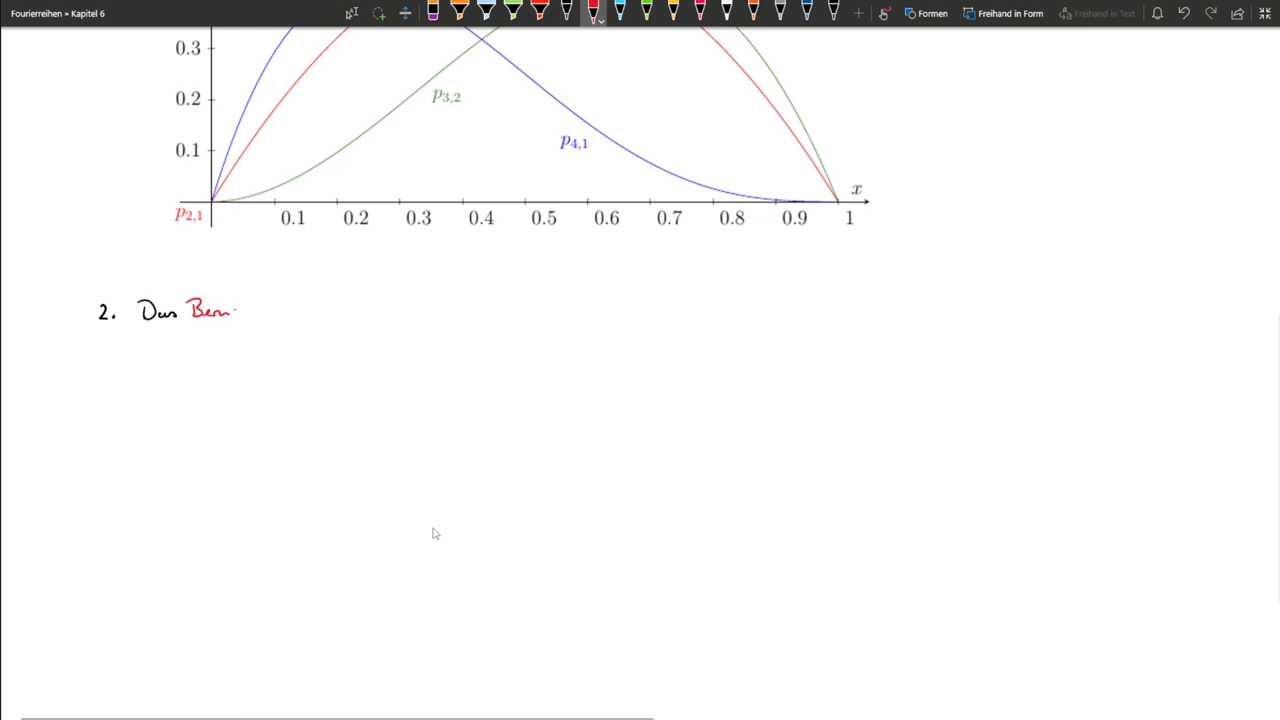 Fourierreihen » Kapitel 6
Formen
Freihand in Form
Freihand in Text
0.3
0.2
p3,2
0.1
p4,1
x
p2,1
0.1 0.2 0.3 0.4 0.5 0.6 0.7 0.8 0.9 1
2. Das Bern